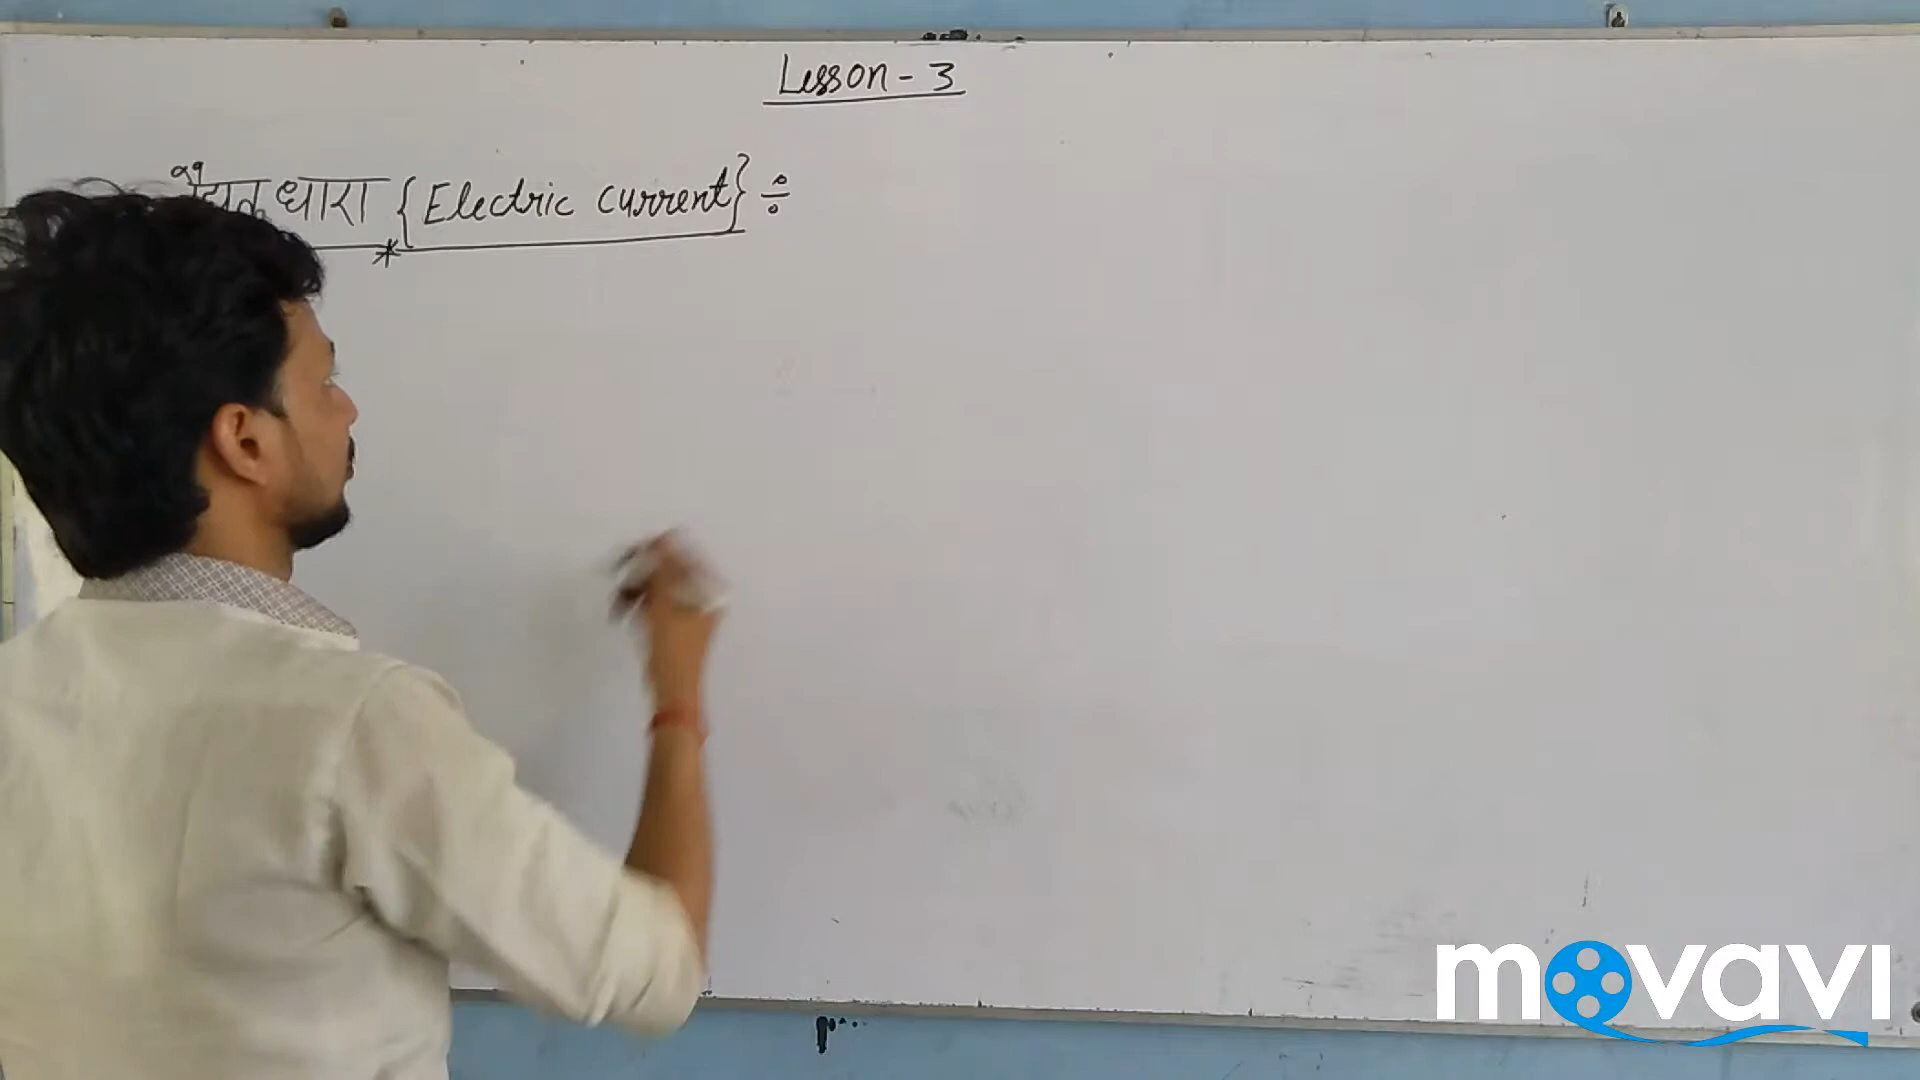 Lesson - 3
धारा {Electric current} ÷
movavi